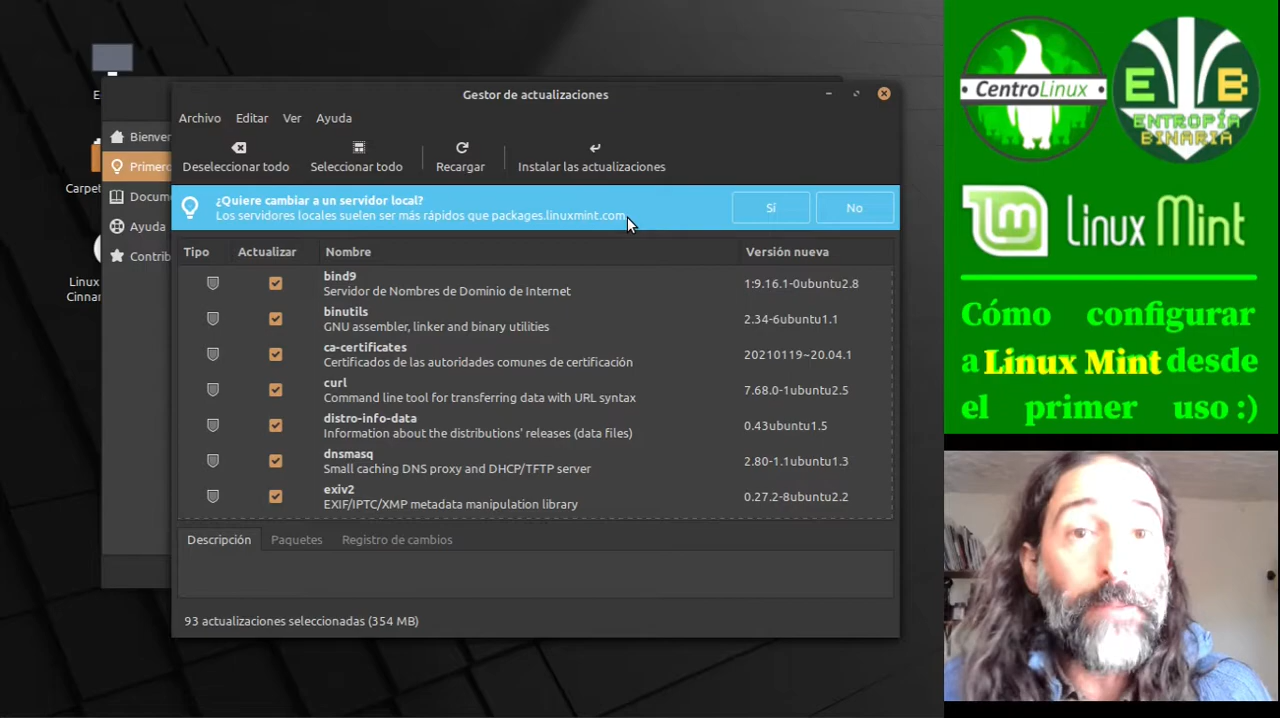 Gestor de actualizaciones
Archivo Editar Ver Ayuda
Deseleccionar todo Seleccionar todo Recargar Instalar las actualizaciones
¿Quiere cambiar a un servidor local?
Los servidores locales suelen ser más rápidos que packages.linuxmint.com
Sí No
Tipo Actualizar Nombre Versión nueva
bind9
Servidor de Nombres de Dominio de Internet
1:9.16.1-0ubuntu2.8
binutils
GNU assembler, linker and binary utilities
2.34-6ubuntu1.1
ca-certificates
Certificados de las autoridades comunes de certificación
20210119~20.04.1
curl
Command line tool for transferring data with URL syntax
7.68.0-1ubuntu2.5
distro-info-data
Information about the distributions' releases (data files)
0.43ubuntu1.5
dnsmasq
Small caching DNS proxy and DHCP/TFTP server
2.80-1.1ubuntu1.3
exiv2
EXIF/IPTC/XMP metadata manipulation library
0.27.2-8ubuntu2.2
Descripción Paquetes Registro de cambios
93 actualizaciones seleccionadas (354 MB)
Bienven
Primero
Docum
Ayuda
Contrib
E
Carpet
Linux
Cinnar
CentroLinux
E B
ENTROPÍA
BINARIA
Linux Mint
Cómo configurar
a Linux Mint desde
el primer uso :)